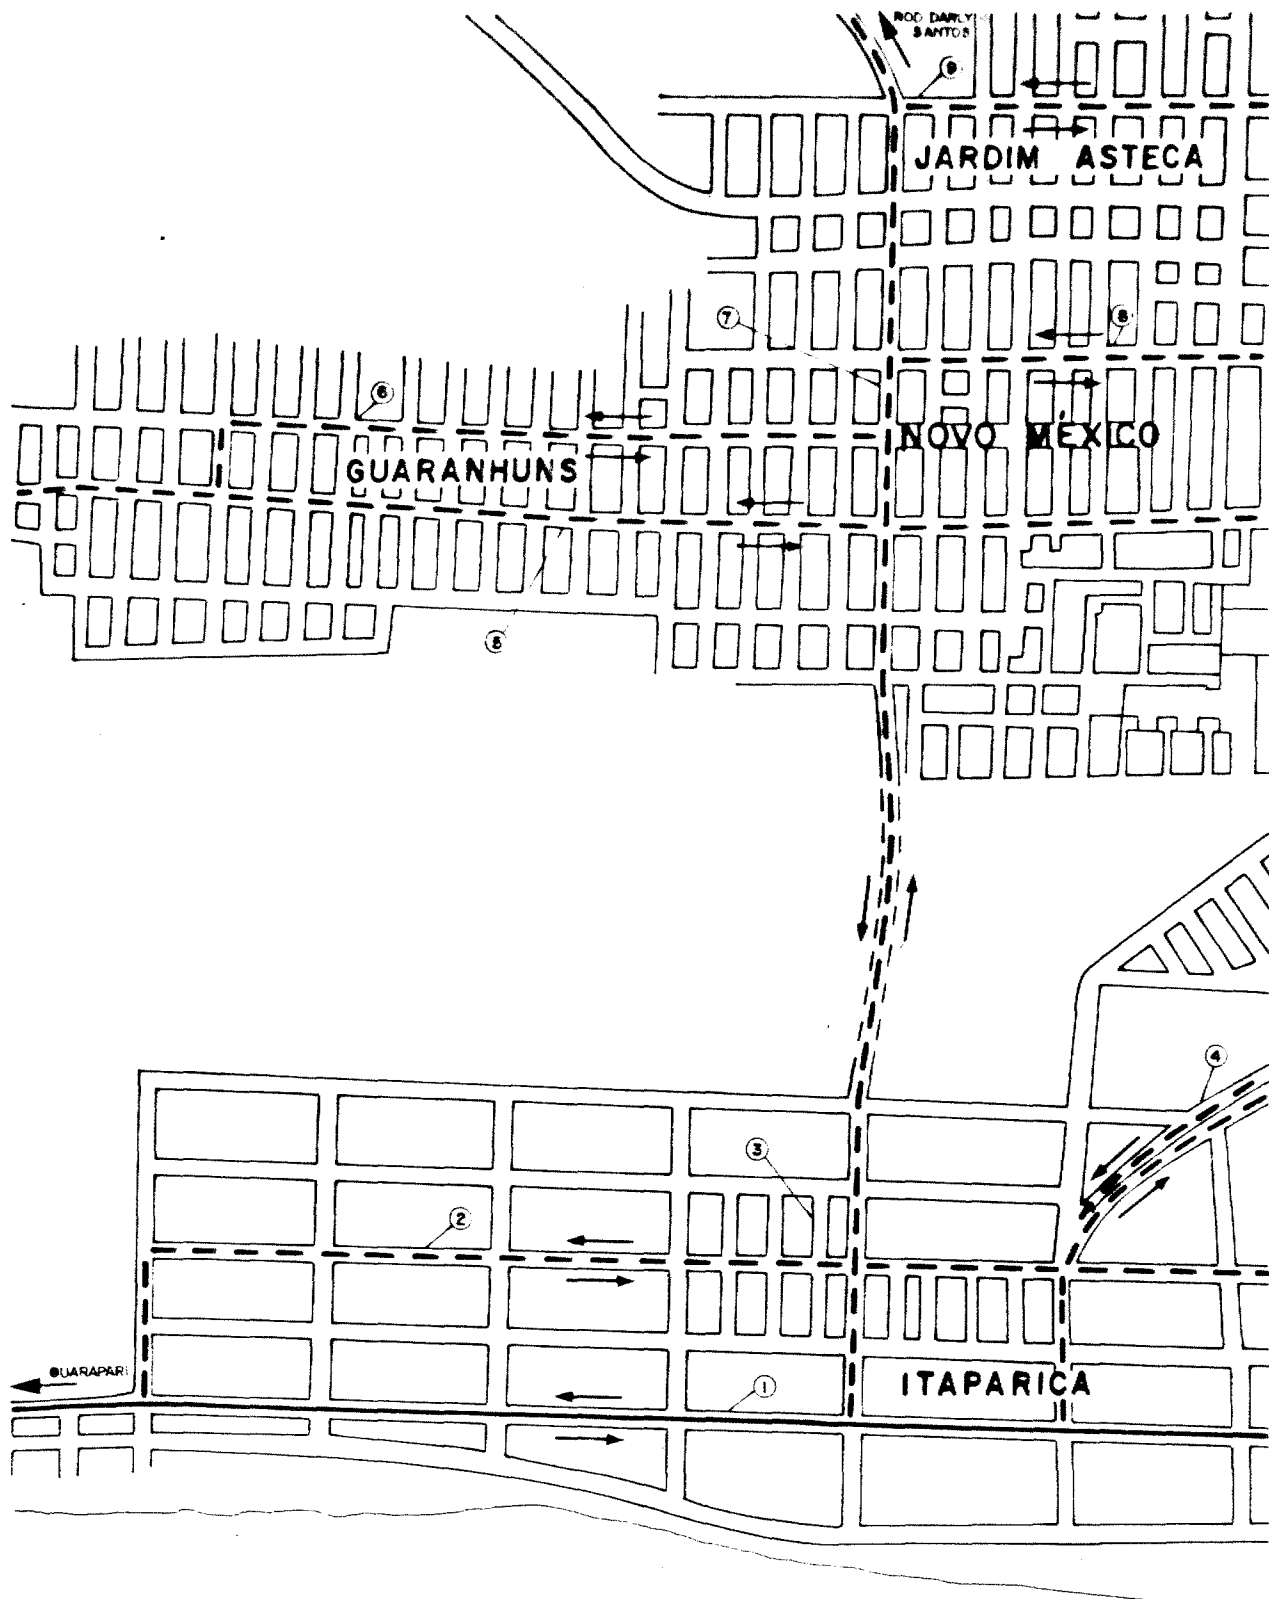 ROD DARLY
SANTOS
9
JARDIM ASTECA
7
8
6
NOVO MÉXICO
GUARANHUNS
5
4
3
2
GUARAPARI
ITAPARICA
1